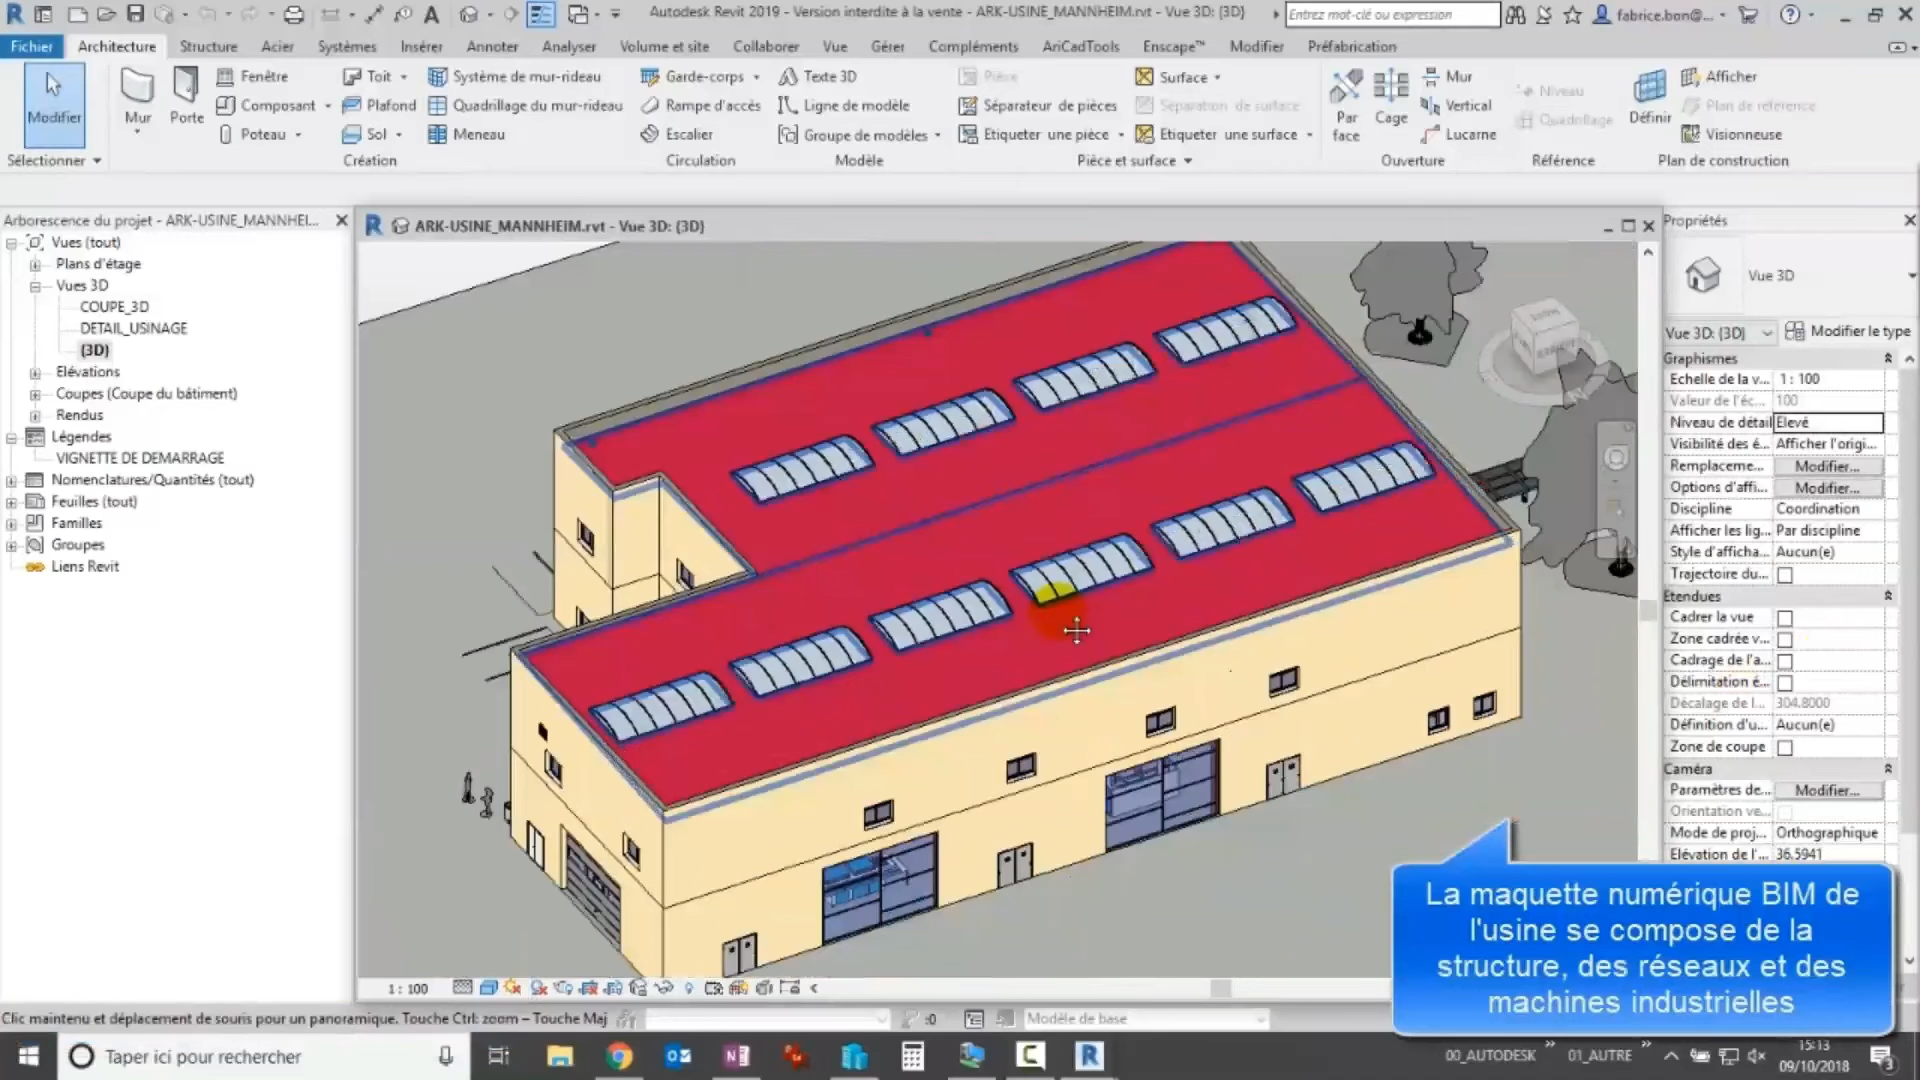 Autodesk Revit 2019 - Version interdite à la vente - ARK-USINE_MANNHEIM.rvt - Vue 3D: {3D}
Entrez mot-clé ou expression
fabrice.bon@...
Fichier Architecture Structure Acier Systèmes Insérer Annoter Analyser Volume et site Collaborer Vue Gérer Compléments AriCadTools Enscape™ Modifier Préfabrication
Modifier
Sélectionner
Mur
Porte
Fenêtre
Composant
Poteau
Toit
Plafond
Sol
Système de mur-rideau
Quadrillage du mur-rideau
Meneau
Création
Garde-corps
Rampe d'accès
Escalier
Circulation
Texte 3D
Ligne de modèle
Groupe de modèles
Modèle
Pièce
Séparateur de pièces
Etiqueter une pièce
Surface
Séparation de surface
Etiqueter une surface
Pièce et surface
Par face
Cage
Mur
Vertical
Lucarne
Ouverture
Niveau
Quadrillage
Référence
Définir
Afficher
Plan de référence
Visionneuse
Plan de construction
Arborescence du projet - ARK-USINE_MANNHEI...
Vues (tout)
Plans d'étage
Vues 3D
COUPE_3D
DETAIL_USINAGE
{3D}
Elévations
Coupes (Coupe du bâtiment)
Rendus
Légendes
VIGNETTE DE DEMARRAGE
Nomenclatures/Quantités (tout)
Feuilles (tout)
Familles
Groupes
Liens Revit
ARK-USINE_MANNHEIM.rvt - Vue 3D: {3D}
1 : 100
Propriétés
Vue 3D
Vue 3D: {3D} Modifier le type
Graphismes
Echelle de la v... 1 : 100
Valeur de l'éc... 100
Niveau de détail Elevé
Visibilité des é... Afficher l'origi...
Remplaceme... Modifier...
Options d'affi... Modifier...
Discipline Coordination
Afficher les lig... Par discipline
Style d'afficha... Aucun(e)
Trajectoire du...
Etendues
Cadrer la vue
Zone cadrée v...
Cadrage de l'a...
Délimitation é...
Décalage de l... 304.8000
Définition d'u... Aucun(e)
Zone de coupe
Caméra
Paramètres de... Modifier...
Orientation ve...
Mode de proj... Orthographique
Elévation de l'... 36.5941
La maquette numérique BIM de
l'usine se compose de la
structure, des réseaux et des
machines industrielles
Clic maintenu et déplacement de souris pour un panoramique. Touche Ctrl: zoom – Touche Maj
:0
Modèle de base
Taper ici pour rechercher
00_AUTODESK
01_AUTRE
15:13
09/10/2018
3